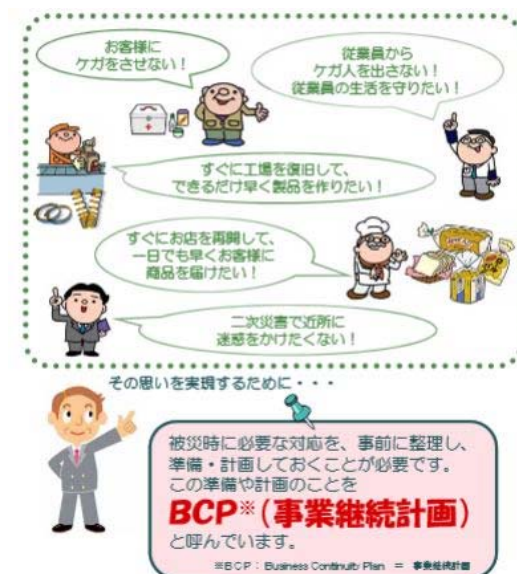 お客様に
ケガをさせない！
従業員から
ケガ人を出さない！
従業員の生活を守りたい！
すぐに工場を復旧して、
できるだけ早く製品を作りたい！
すぐにお店を再開して、
一日でも早くお客様に
商品を届けたい！
二次災害で近所に
迷惑をかけたくない！
その思いを実現するために・・・
被災時に必要な対応を、事前に整理し、
準備・計画しておくことが必要です。
この準備や計画のことを
BCP※(事業継続計画)
と呼んでいます。
※BCP：Business Continuity Plan ＝ 事業継続計画